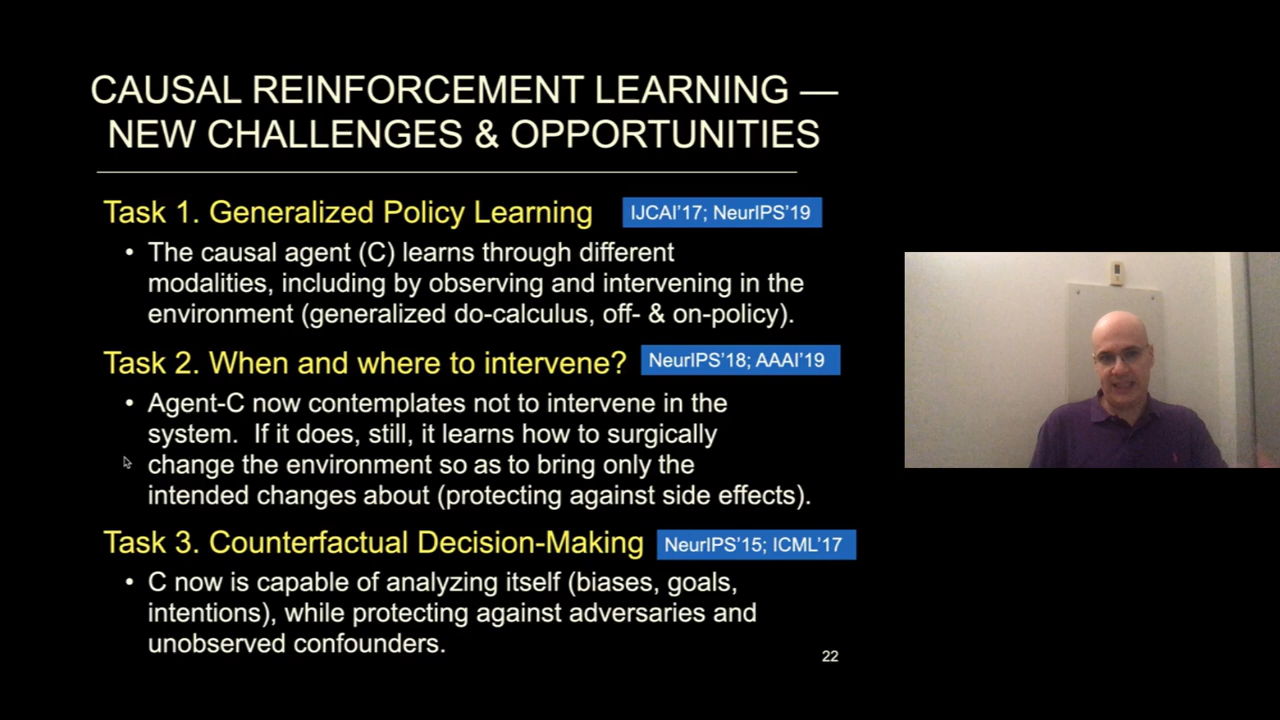 CAUSAL REINFORCEMENT LEARNING —
NEW CHALLENGES & OPPORTUNITIES
Task 1. Generalized Policy Learning
IJCAI'17; NeurIPS'19
• The causal agent (C) learns through different
modalities, including by observing and intervening in the
environment (generalized do-calculus, off- & on-policy).
Task 2. When and where to intervene?
NeurIPS'18; AAAI'19
• Agent-C now contemplates not to intervene in the
system.  If it does, still, it learns how to surgically
change the environment so as to bring only the
intended changes about (protecting against side effects).
Task 3. Counterfactual Decision-Making
NeurIPS'15; ICML'17
• C now is capable of analyzing itself (biases, goals,
intentions), while protecting against adversaries and
unobserved confounders.
22